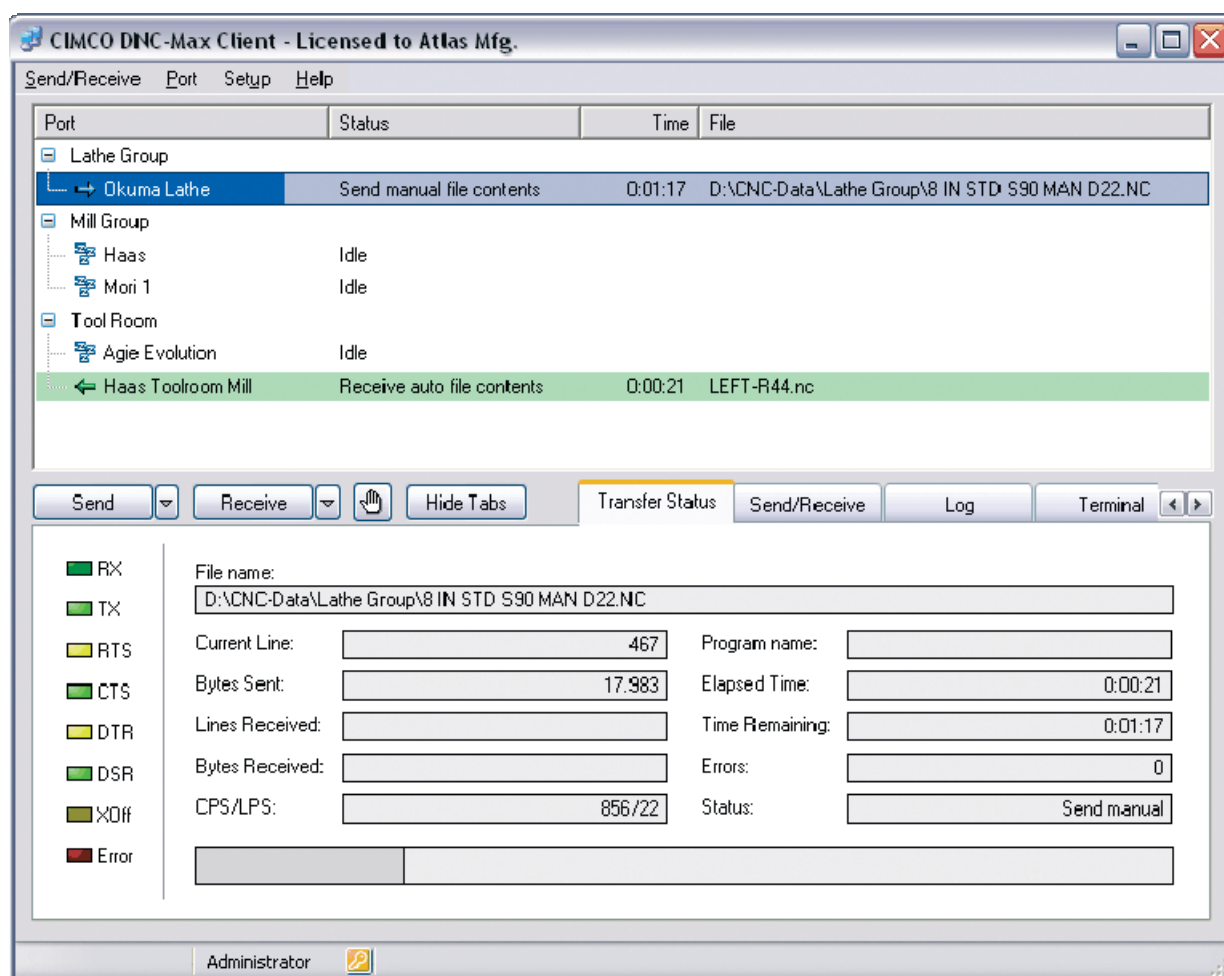 CIMCO DNC-Max Client - Licensed to Atlas Mfg.
Send/Receive Port Setup Help
Port Status Time File
Lathe Group
Okuma Lathe Send manual file contents 0:01:17 D:\CNC-Data\Lathe Group\8 IN STD S90 MAN D22.NC
Mill Group
Haas Idle
Mori 1 Idle
Tool Room
Agie Evolution Idle
Haas Toolroom Mill Receive auto file contents 0:00:21 LEFT-R44.nc
Send Receive Hide Tabs Transfer Status Send/Receive Log Terminal
RX
TX
RTS
CTS
DTR
DSR
XOff
Error
File name:
D:\CNC-Data\Lathe Group\8 IN STD S90 MAN D22.NC
Current Line: 467 Program name:
Bytes Sent: 17.983 Elapsed Time: 0:00:21
Lines Received: Time Remaining: 0:01:17
Bytes Received: Errors: 0
CPS/LPS: 856/22 Status: Send manual
Administrator